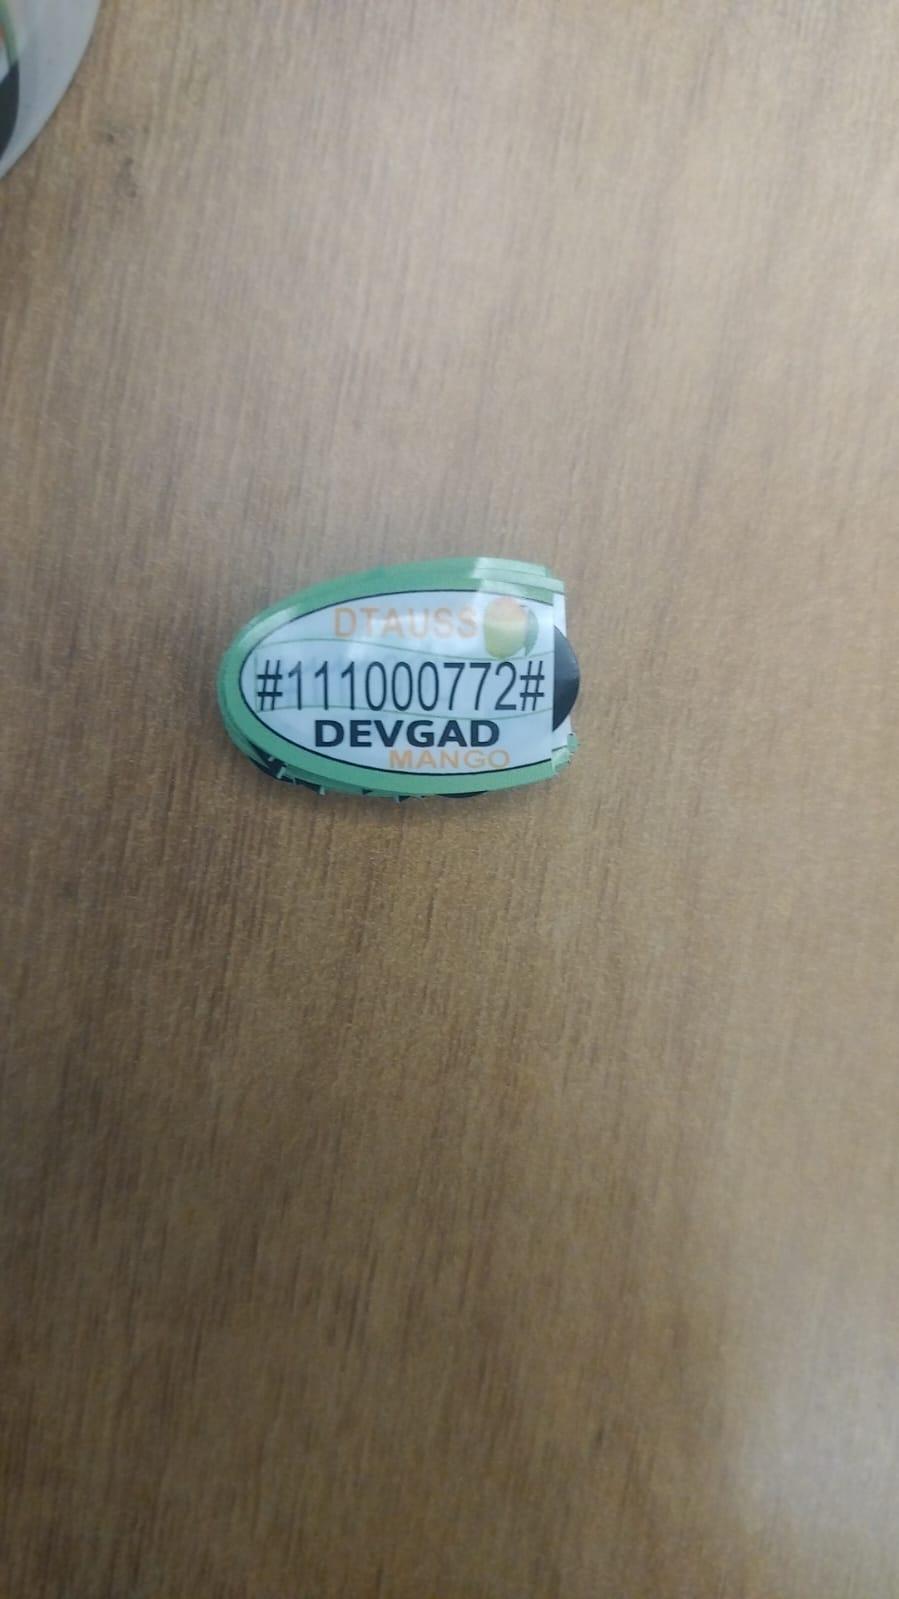 DTAUSS
#111000772#
DEVGAD
MANGO